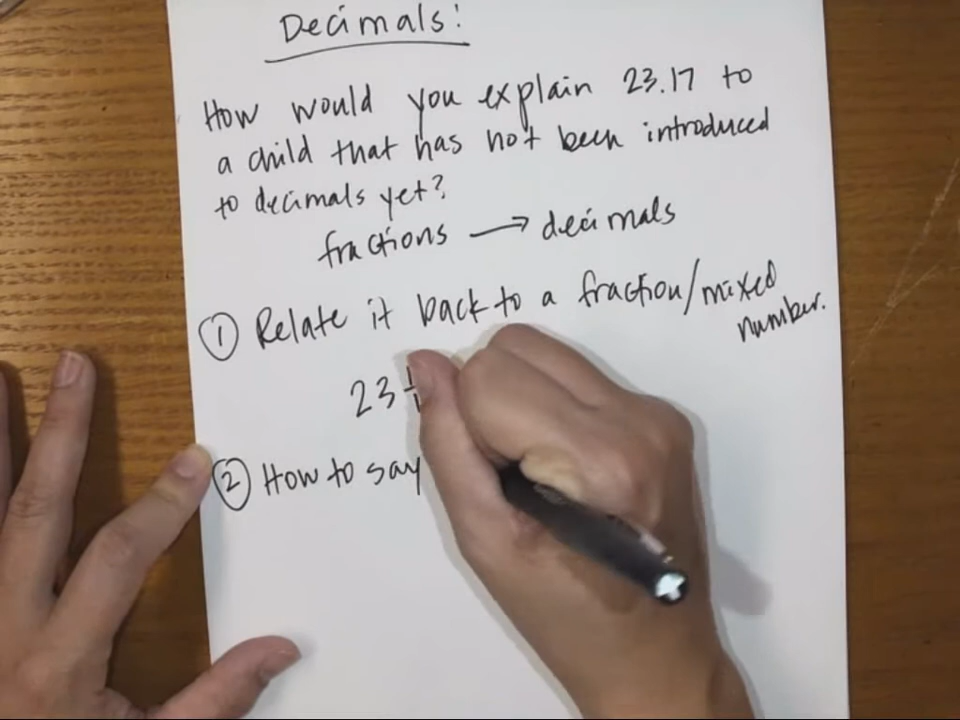 Decimals:
How would you explain 23.17 to
a child that has not been introduced
to decimals yet?
fractions → decimals
① Relate it back to a fraction/mixed
number.
23
② How to say